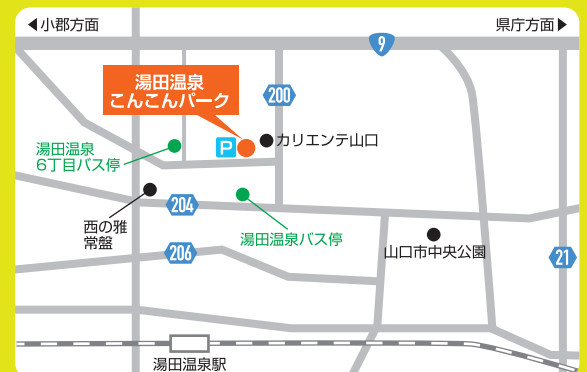 ◀小郡方面
県庁方面▶
9
湯田温泉
こんこんパーク
200
P
カリエンテ山口
湯田温泉
6丁目バス停
204
西の雅
常盤
湯田温泉バス停
山口市中央公園
206
21
湯田温泉駅